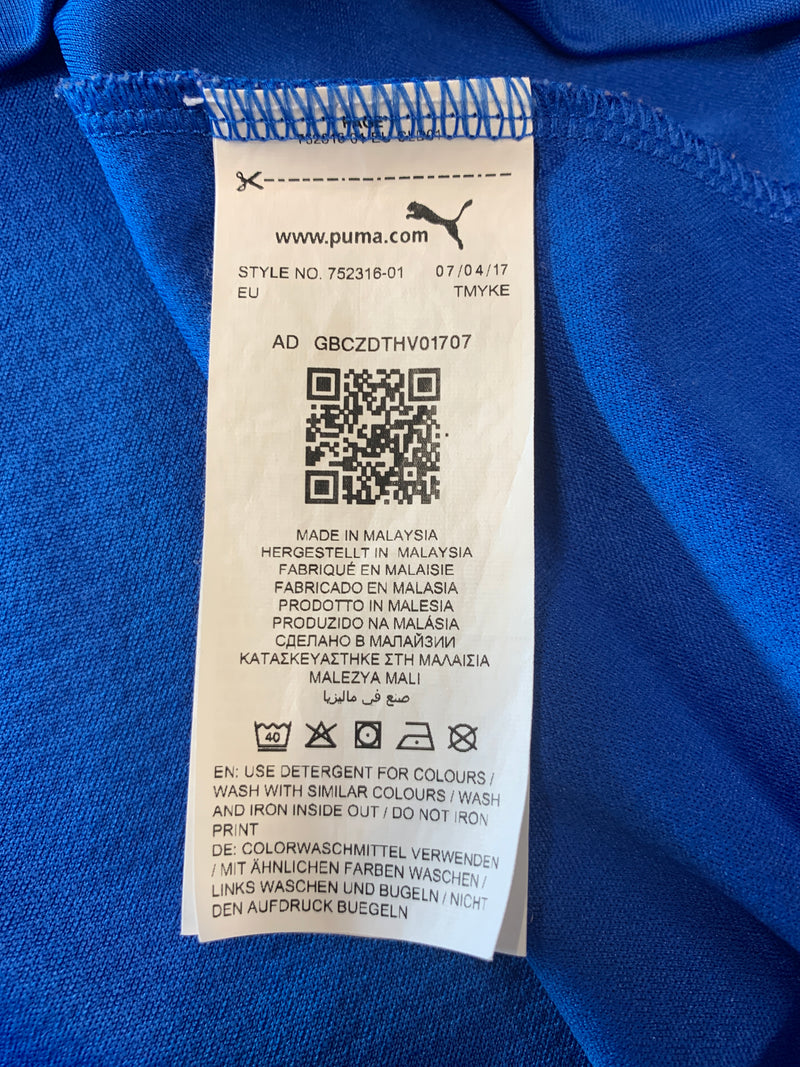 www.puma.com
STYLE NO. 752316-01 07/04/17
EU TMYKE
AD GBCZDTHV01707
MADE IN MALAYSIA
HERGESTELLT IN MALAYSIA
FABRIQUÉ EN MALAISIE
FABRICADO EN MALASIA
PRODOTTO IN MALESIA
PRODUZIDO NA MALÁSIA
СДЕЛАНО В МАЛАЙЗИИ
ΚΑΤΑΣΚΕΥΑΣΤΗΚΕ ΣΤΗ ΜΑΛΑΙΣΙΑ
MALEZYA MALI
صنع في ماليزيا
40
EN: USE DETERGENT FOR COLOURS /
WASH WITH SIMILAR COLOURS / WASH
AND IRON INSIDE OUT / DO NOT IRON
PRINT
DE: COLORWASCHMITTEL VERWENDEN
/ MIT ÄHNLICHEN FARBEN WASCHEN /
LINKS WASCHEN UND BUGELN / NICHT
DEN AUFDRUCK BUEGELN